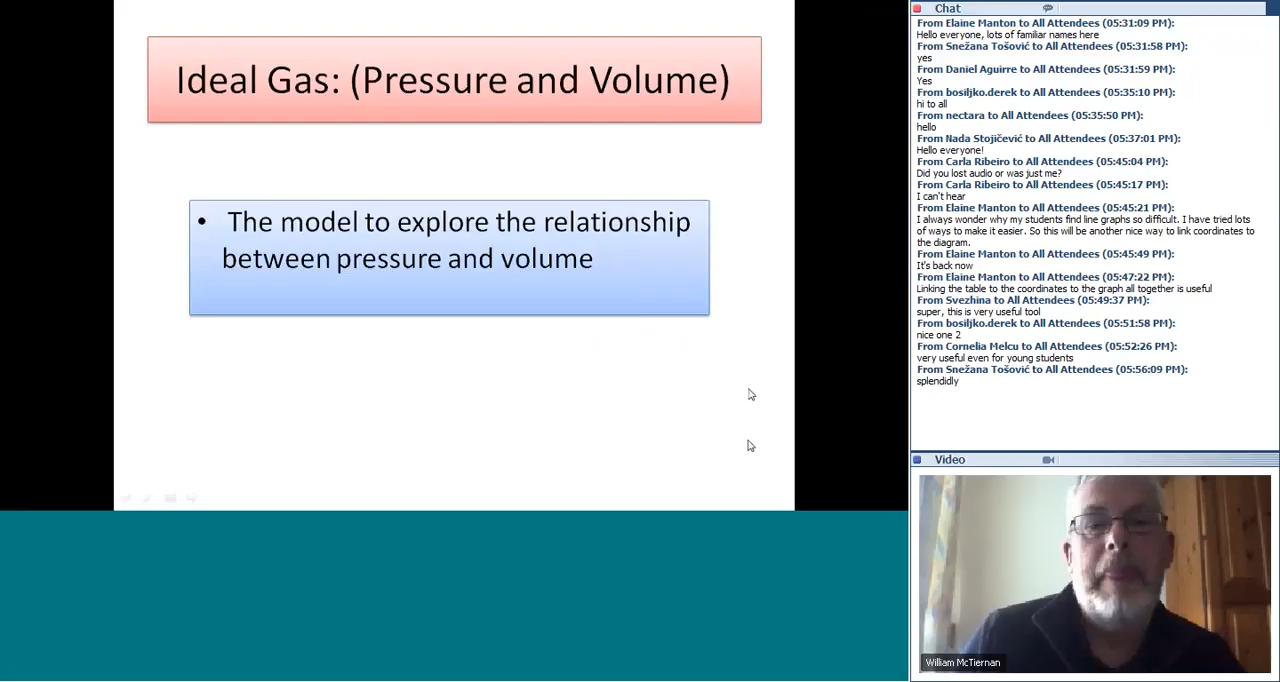 Ideal Gas: (Pressure and Volume)
• The model to explore the relationship
between pressure and volume
Chat
From Elaine Manton to All Attendees (05:31:09 PM):
Hello everyone, lots of familiar names here
From Snežana Tošović to All Attendees (05:31:58 PM):
yes
From Daniel Aguirre to All Attendees (05:31:59 PM):
Yes
From bosiljko.derek to All Attendees (05:35:10 PM):
hi to all
From nectara to All Attendees (05:35:50 PM):
hello
From Nada Stojičević to All Attendees (05:37:01 PM):
Hello everyone!
From Carla Ribeiro to All Attendees (05:45:04 PM):
Did you lost audio or was just me?
From Carla Ribeiro to All Attendees (05:45:17 PM):
I can't hear
From Elaine Manton to All Attendees (05:45:21 PM):
I always wonder why my students find line graphs so difficult. I have tried lots
of ways to make it easier. So this will be another nice way to link coordinates to
the diagram.
From Elaine Manton to All Attendees (05:45:49 PM):
It's back now
From Elaine Manton to All Attendees (05:47:22 PM):
Linking the table to the coordinates to the graph all together is useful
From Svezhina to All Attendees (05:49:37 PM):
super, this is very useful tool
From bosiljko.derek to All Attendees (05:51:58 PM):
nice one 2
From Cornelia Melcu to All Attendees (05:52:26 PM):
very useful even for young students
From Snežana Tošović to All Attendees (05:56:09 PM):
splendidly
Video
William McTiernan